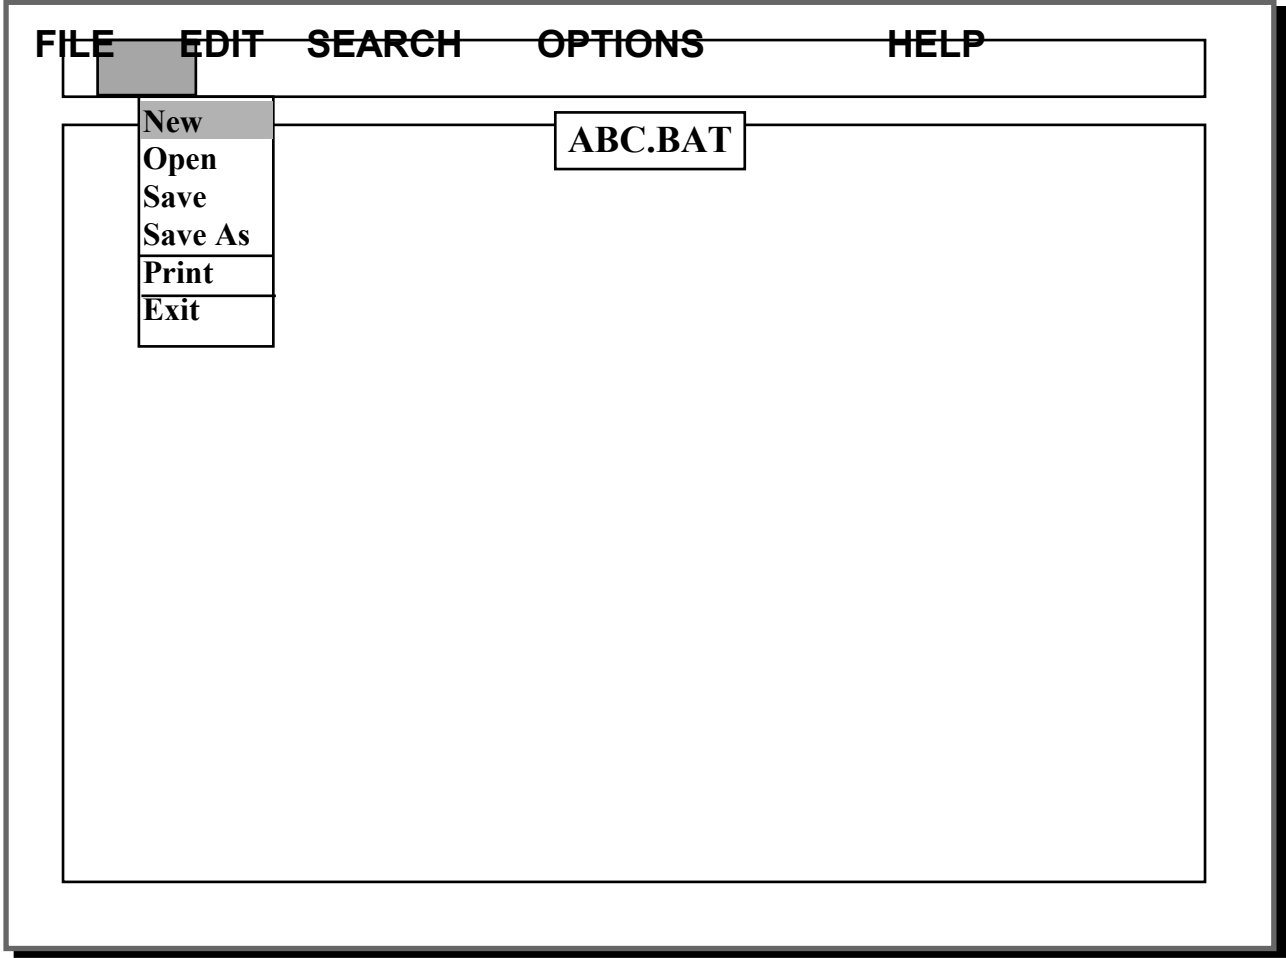 FILE EDIT SEARCH OPTIONS HELP
New
ABC.BAT
Open
Save
Save As
Print
Exit